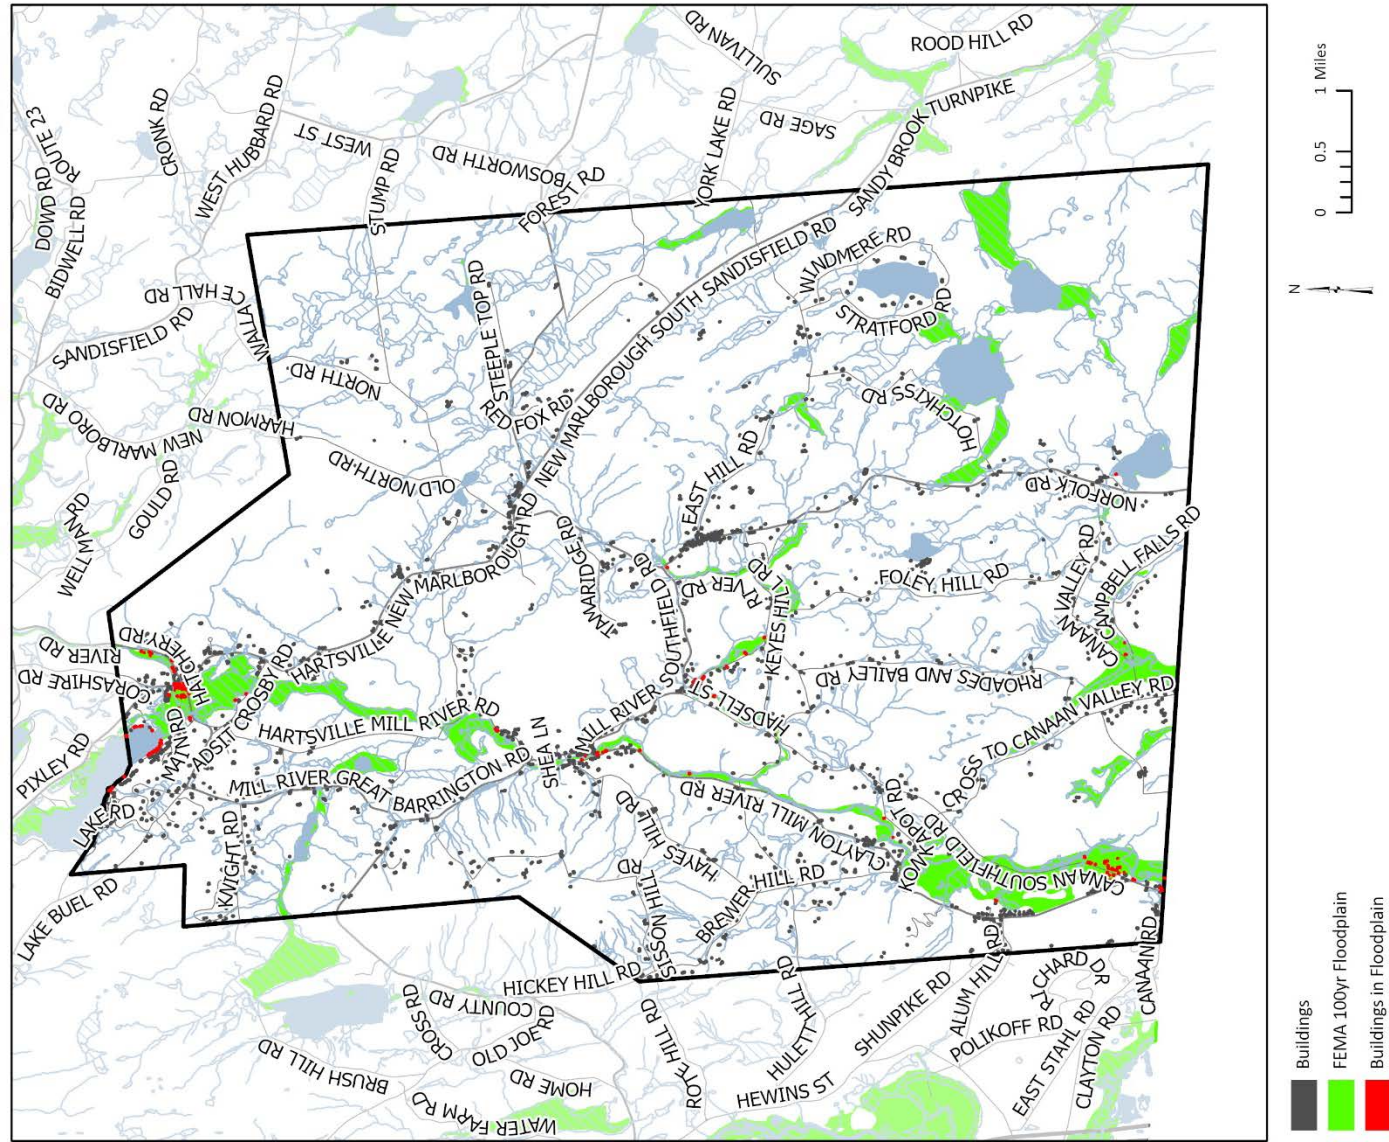 DOWD RD
ROUTE 23
BIDWELL RD
CRONK RD
WEST HUBBARD RD
WEST ST
SULLIVAN RD
ROOD HILL RD
SAGE RD
YORK LAKE RD
SANDY BROOK TURNPIKE
STUMP RD
BOSWORTH RD
FOREST RD
SANDISFIELD RD
WALLACE HALL RD
NEW MARLBORO RD
HARMON RD
WELLMAN RD
GOULD RD
NORTH RD
OLD NORTH RD
STEEPLE TOP RD
RED FOX RD
NEW MARLBOROUGH SOUTH SANDISFIELD RD
WINDMERE RD
STRATFORD RD
HOTCHKISS RD
EAST HILL RD
HARTSVILLE NEW MARLBOROUGH RD
TAMARIDGE RD
RIVER RD
CORASHIRE RD
HATCHERY RD
PIXLEY RD
MAIN RD
ADSIT CROSBY RD
LAKE RD
HARTSVILLE MILL RIVER RD
MILL RIVER GREAT BARRINGTON RD
KNIGHT RD
LAKE BUEL RD
SHEA LN
MILL RIVER SOUTHFIELD RD
RIVER RD
KEYES HILL RD
HADSELL ST
FOLEY HILL RD
RHOADES AND BAILEY RD
NORFOLK RD
CANAAN VALLEY RD
CAMPBELL FALLS RD
CROSS TO CANAAN VALLEY RD
CLAYTON MILL RIVER RD
KONKAPOT RD
CANAAN SOUTHFIELD RD
HAYES HILL RD
SISSON HILL RD
BREWER HILL RD
HICKEY HILL RD
COUNTY RD
CROSS RD
OLD JOE RD
HOME RD
BRUSH HILL RD
WATER FARM RD
ROTE HILL RD
HULETT HILL RD
HEWINS ST
SHUNPIKE RD
ALUM HILL RD
RICHARD DR
POLIKOFF RD
EAST STAHL RD
CLAYTON RD
CANAAN RD
N
0 0.5 1 Miles
Buildings
FEMA 100yr Floodplain
Buildings in Floodplain